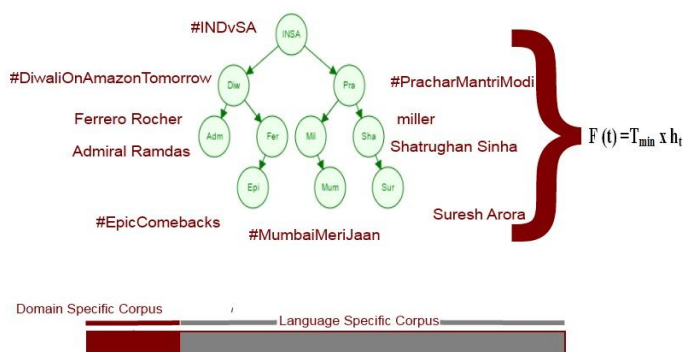 #INDvSA
INSA
#DiwaliOnAmazonTomorrow
Diw
Pra
#PracharMantriModi
Ferrero Rocher
miller
Adm
Fer
Mil
Sha
Admiral Ramdas
Shatrughan Sinha
F (t) =Tmin x ht
Epi
Mum
Sur
#EpicComebacks
Suresh Arora
#MumbaiMeriJaan
Domain Specific Corpus
Language Specific Corpus